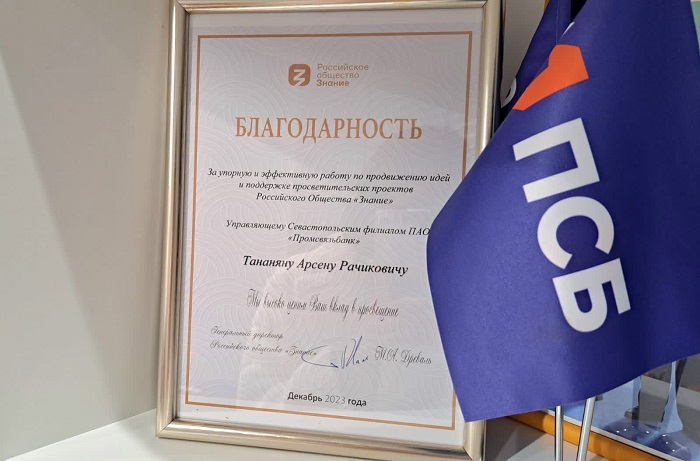 Российское
общество
Знание
БЛАГОДАРНОСТЬ
За упорную и эффективную работу по продвижению идей
и поддержке просветительских проектов
Российского Общества «Знание»
Управляющему Севастопольским филиалом ПАО
«Промсвязьбанк»
Тананяну Арсену Рачиковичу
Мы высоко ценим Ваш вклад в просвещение
Генеральный директор
Российского общества «Знание»
М.А. Древаль
Декабрь 2023 года
ПСБ